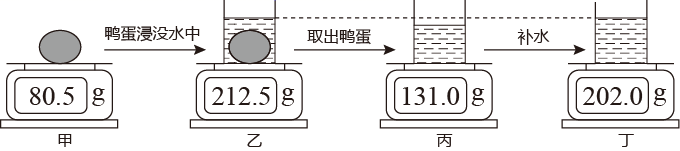 鸭蛋浸没水中
取出鸭蛋
补水
80.5 g
212.5 g
131.0 g
202.0 g
甲
乙
丙
丁